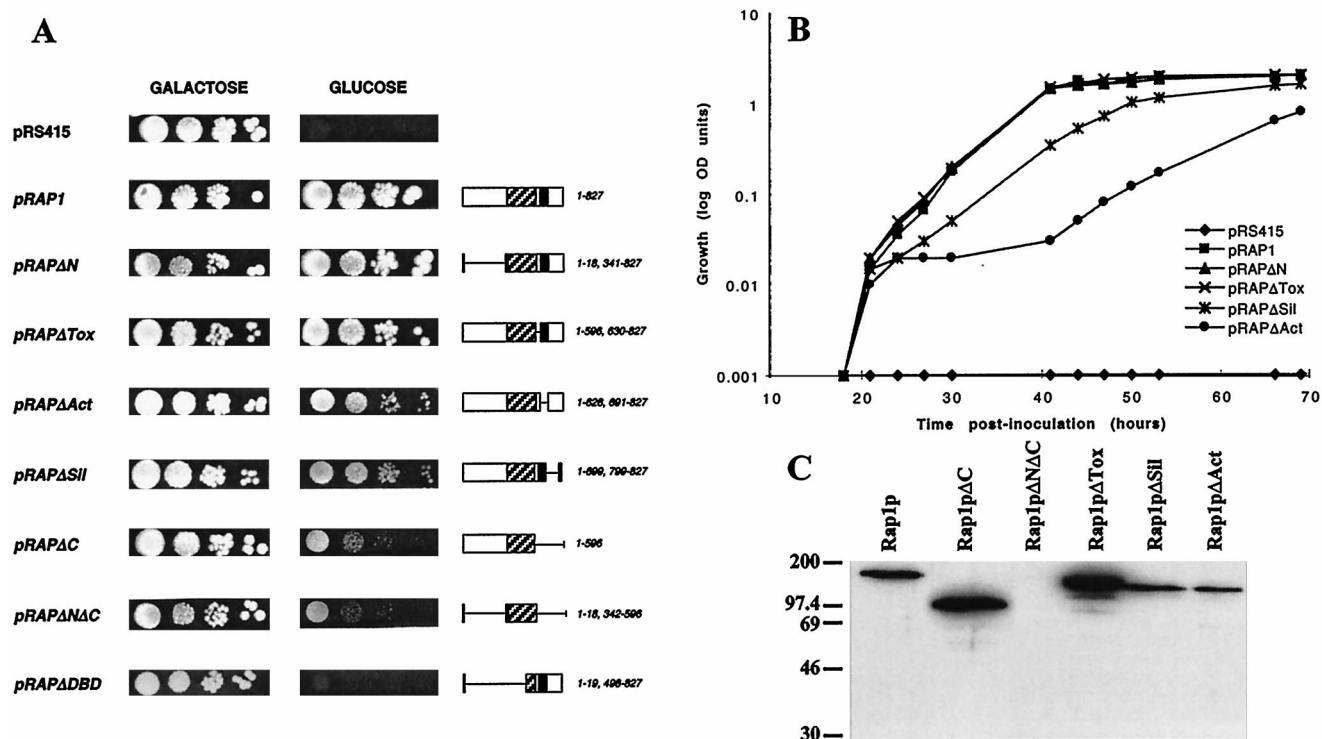 A
GALACTOSE GLUCOSE
pRS415
pRAP1 1-827
pRAPΔN 1-18, 341-827
pRAPΔTox 1-596, 630-827
pRAPΔAct 1-626, 691-827
pRAPΔSil 1-699, 799-827
pRAPΔC 1-596
pRAPΔNΔC 1-18, 342-596
pRAPΔDBD 1-19, 496-827
B
Growth (log OD units)
10
1
0.1
0.01
0.001
10 20 30 40 50 60 70
Time post-inoculation (hours)
pRS415
pRAP1
pRAPΔN
pRAPΔTox
pRAPΔSil
pRAPΔAct
C
Rap1p
Rap1pΔC
Rap1pΔNΔC
Rap1pΔTox
Rap1pΔSil
Rap1pΔAct
200
97.4
69
46
30